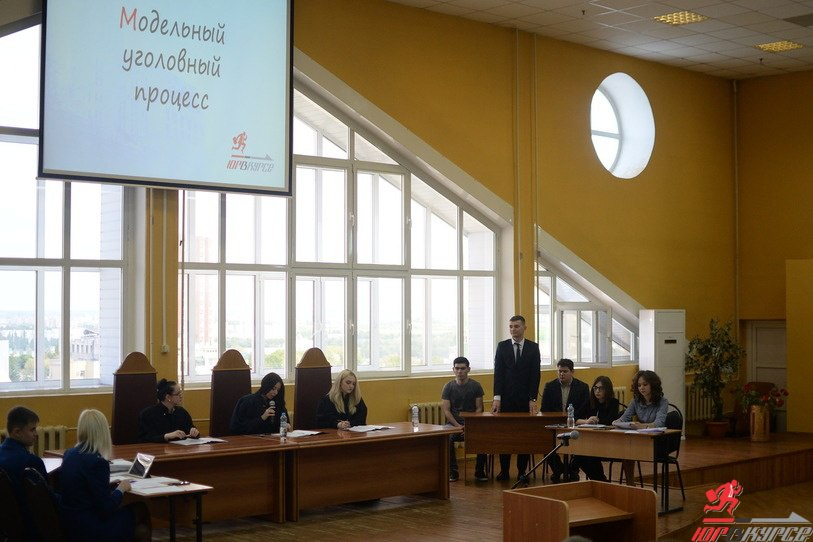 Модельный
уголовный
процесс
ЮРВКУРСЕ
ЮРВКУРСЕ